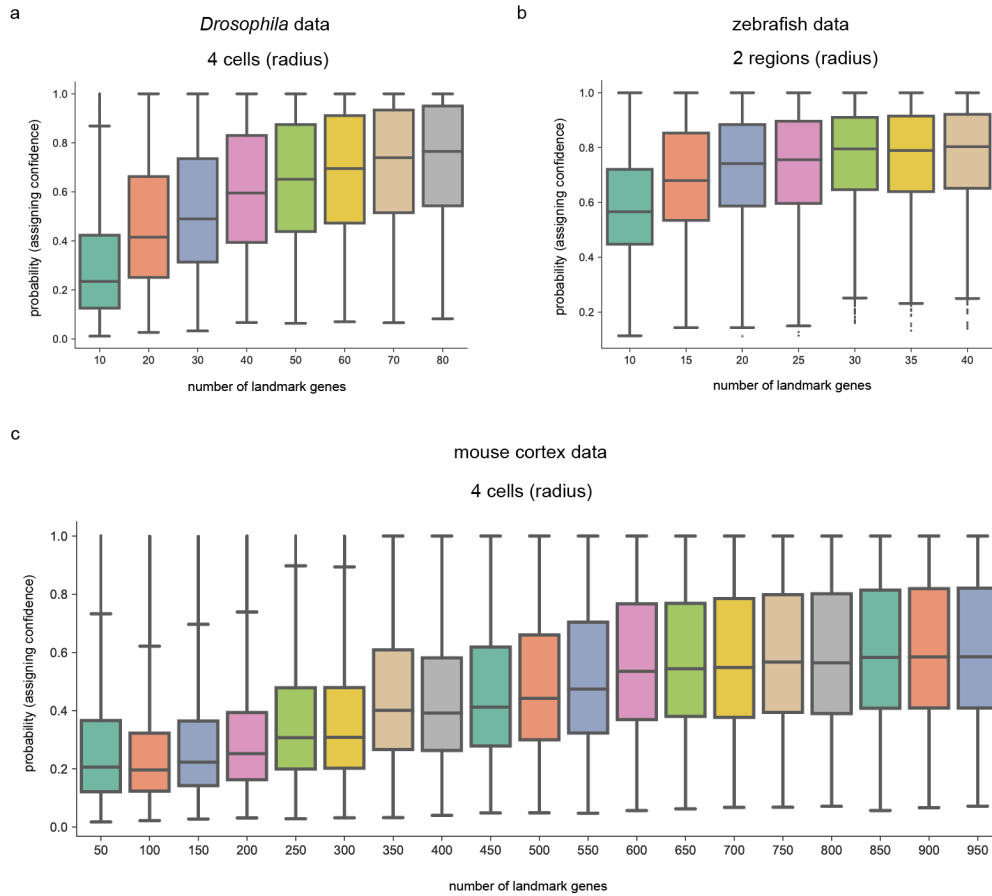 a
Drosophila data
4 cells (radius)
probability (assigning confidence)
1.0
0.8
0.6
0.4
0.2
0.0
10 20 30 40 50 60 70 80
number of landmark genes
b
zebrafish data
2 regions (radius)
probability (assigning confidence)
1.0
0.8
0.6
0.4
0.2
10 15 20 25 30 35 40
number of landmark genes
c
mouse cortex data
4 cells (radius)
probability (assigning confidence)
1.0
0.8
0.6
0.4
0.2
0.0
50 100 150 200 250 300 350 400 450 500 550 600 650 700 750 800 850 900 950
number of landmark genes